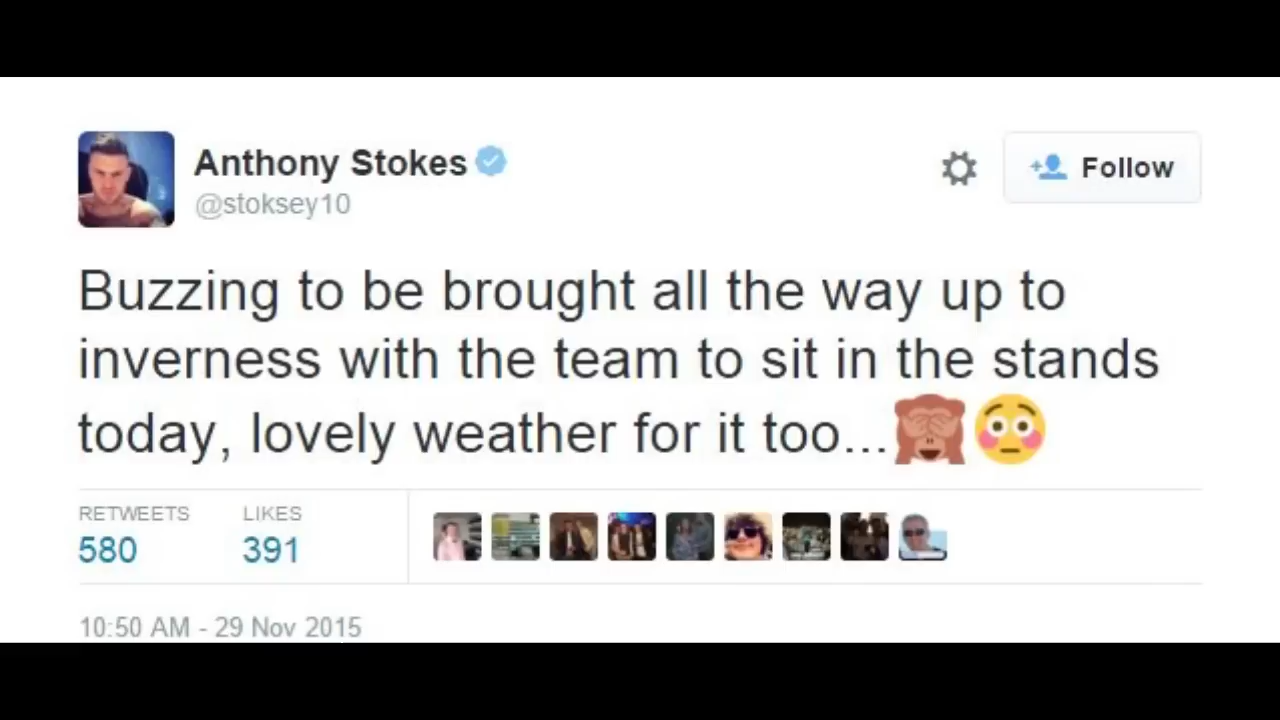 Anthony Stokes
@stoksey10
Follow
Buzzing to be brought all the way up to
inverness with the team to sit in the stands
today, lovely weather for it too...🙈😳
RETWEETS LIKES
580 391
10:50 AM - 29 Nov 2015